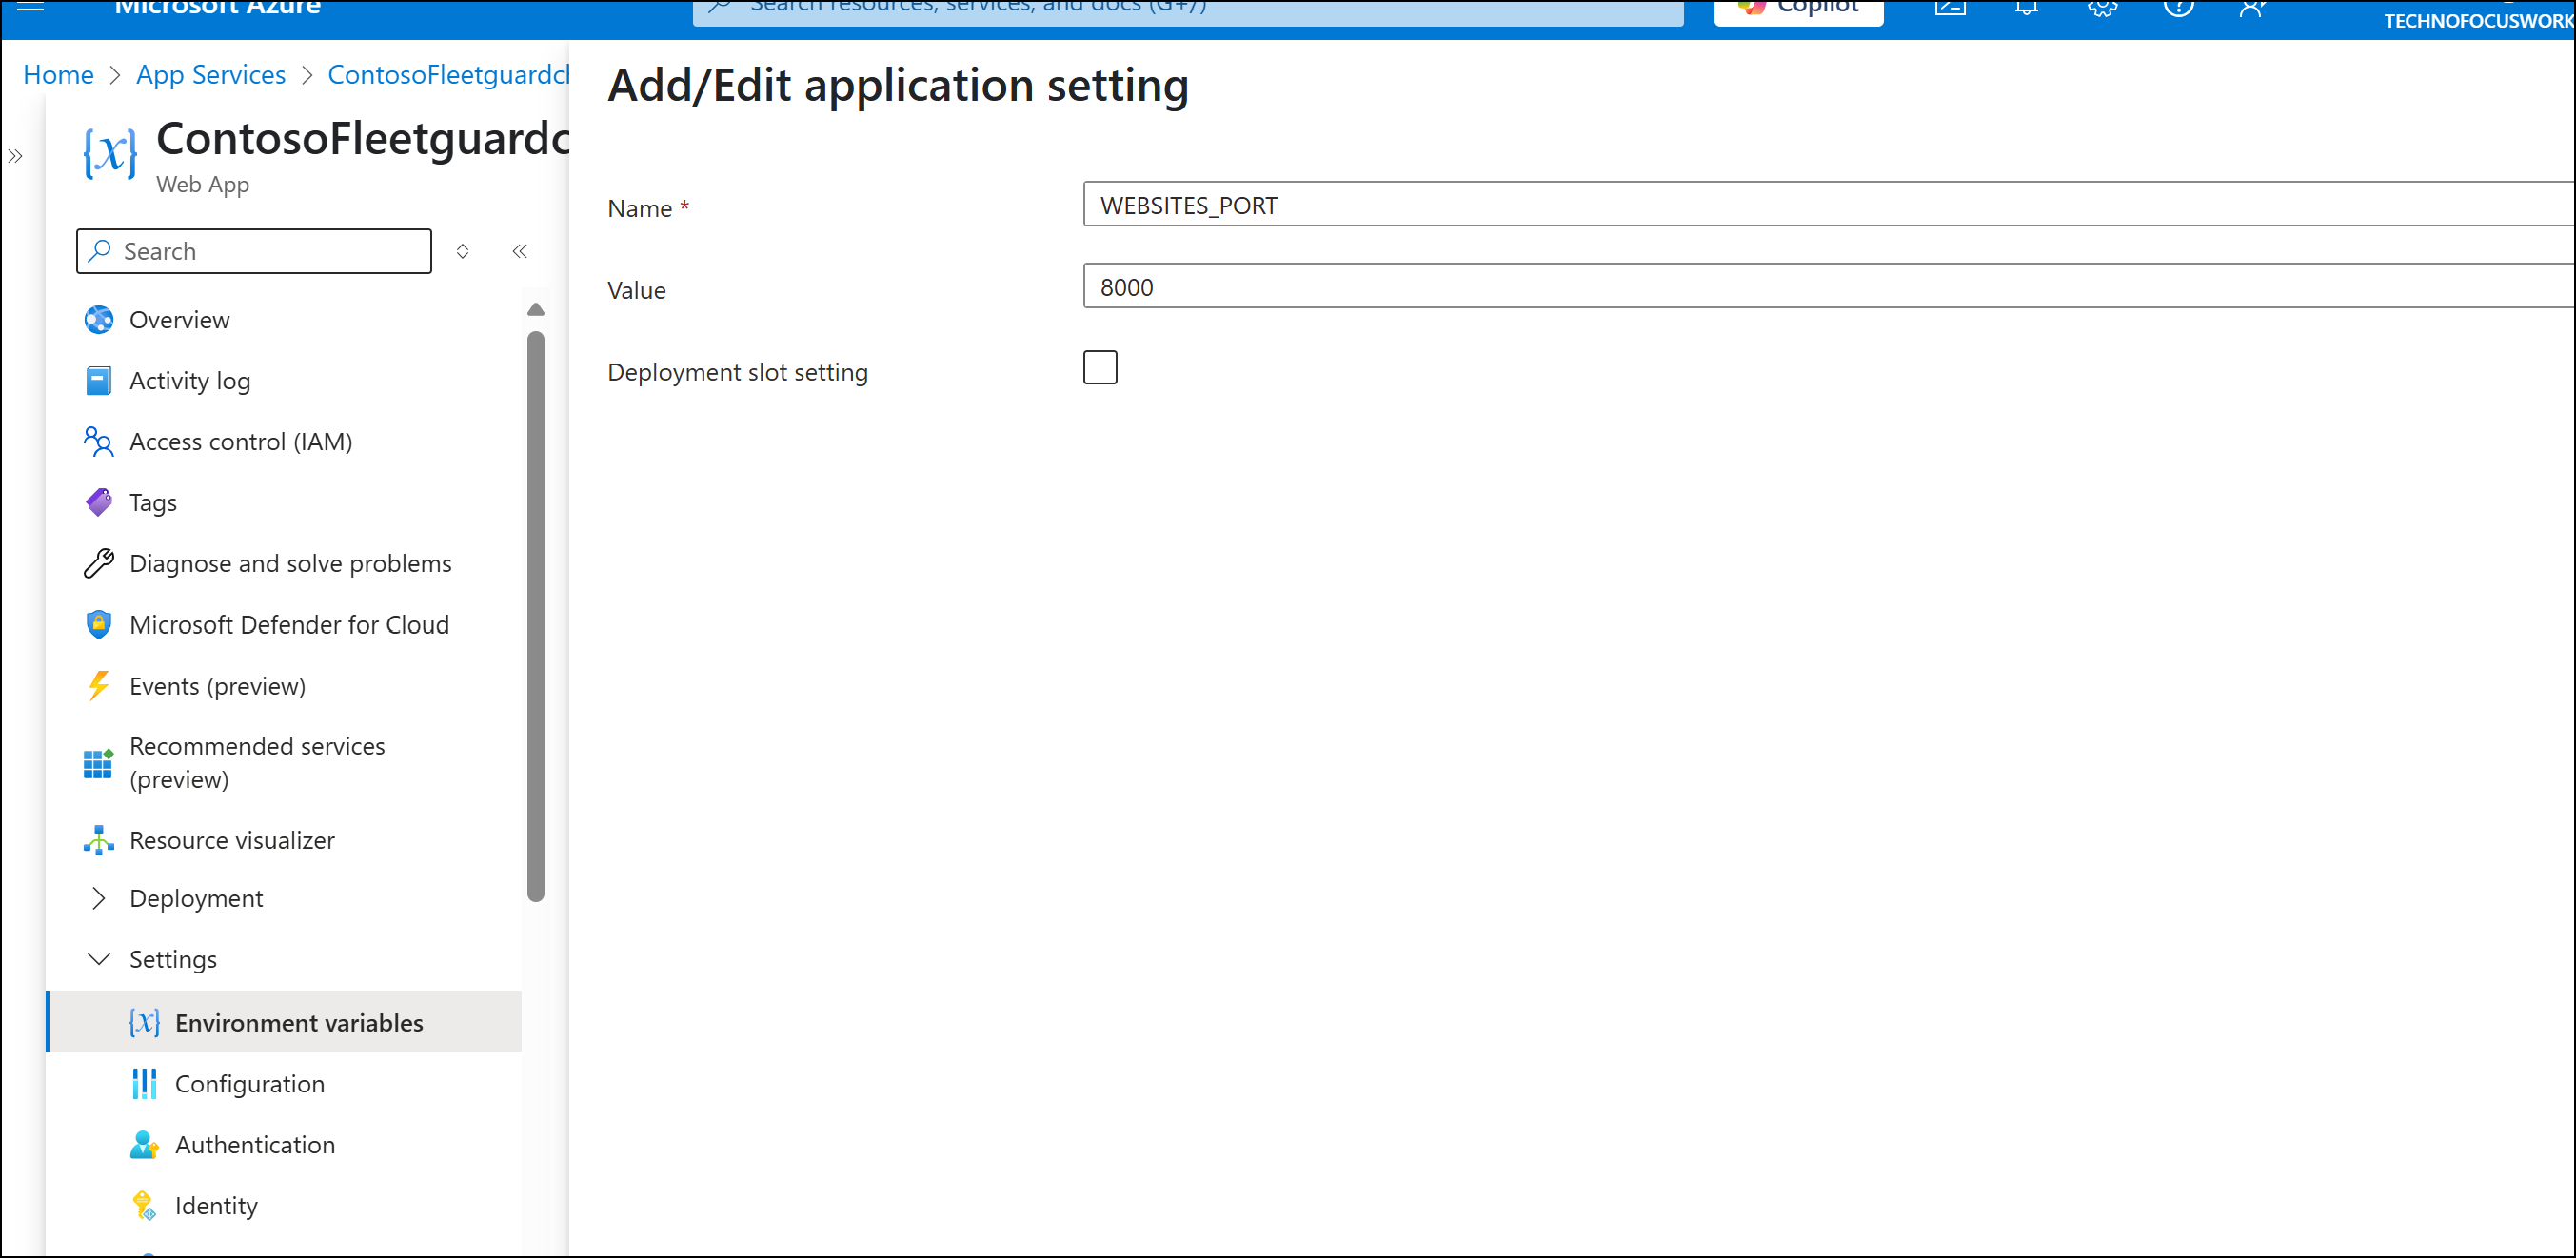 Microsoft Azure
Search resources, services, and docs (G+/)
Copilot
TECHNOFOCUSWORK
Home > App Services > ContosoFleetguardcl
ContosoFleetguardc
Web App
Search
Overview
Activity log
Access control (IAM)
Tags
Diagnose and solve problems
Microsoft Defender for Cloud
Events (preview)
Recommended services
(preview)
Resource visualizer
Deployment
Settings
Environment variables
Configuration
Authentication
Identity
Add/Edit application setting
Name *
WEBSITES_PORT
Value
8000
Deployment slot setting